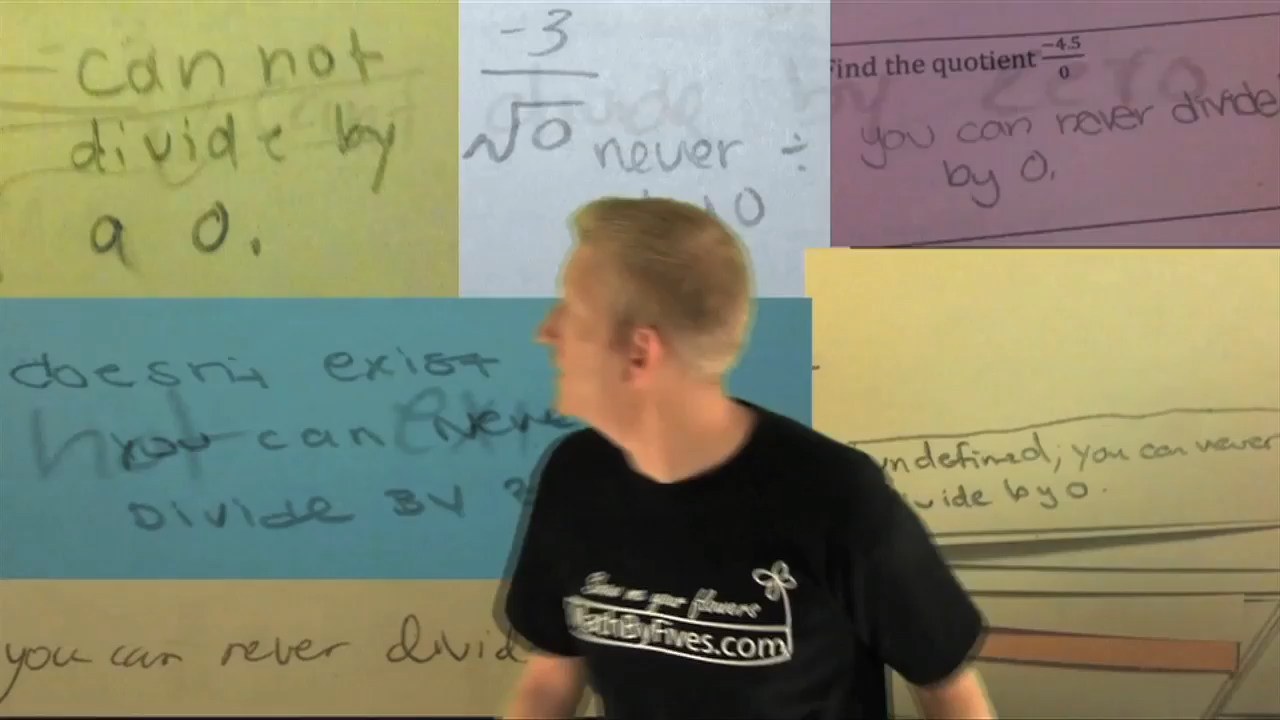 can not
divide by
a 0.
-3
√0 never ÷
0
Find the quotient -4.5
0
you can never divide
by 0.
doesn't exist
you can never
DIVIDE BY
undefined; you can never
divide by 0.
you can never divid
MathByFives.com